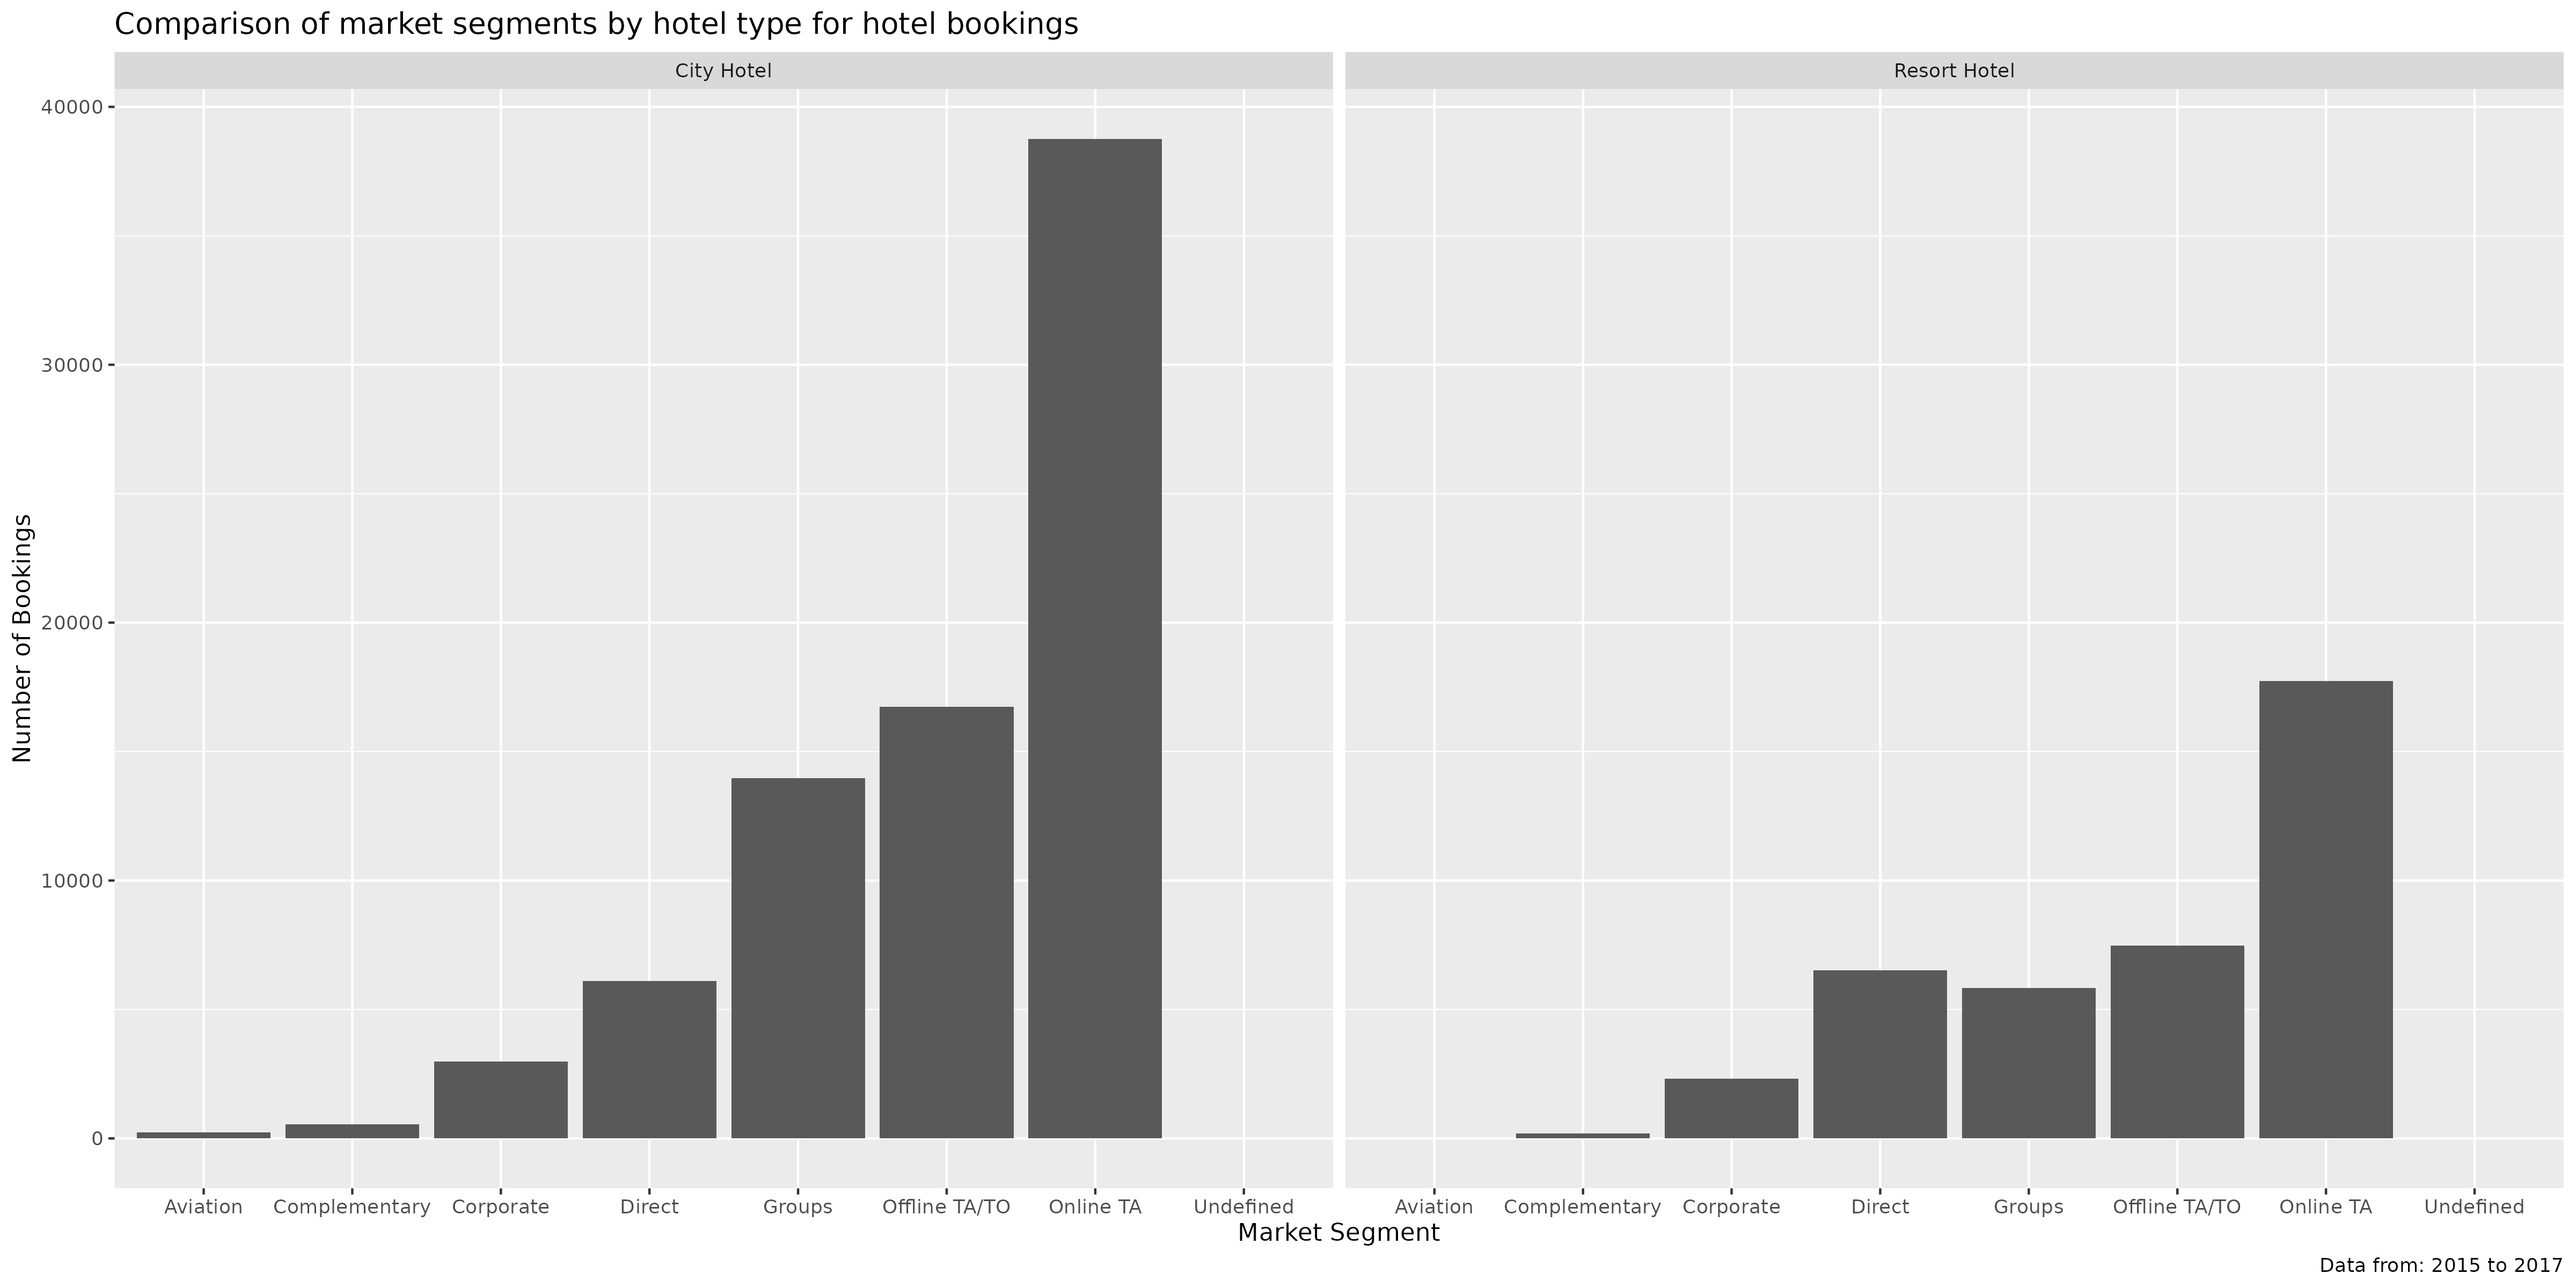 Comparison of market segments by hotel type for hotel bookings
City Hotel
Resort Hotel
Number of Bookings
40000
30000
20000
10000
0
Aviation Complementary Corporate Direct Groups Offline TA/TO Online TA Undefined
Aviation Complementary Corporate Direct Groups Offline TA/TO Online TA Undefined
Market Segment
Data from: 2015 to 2017